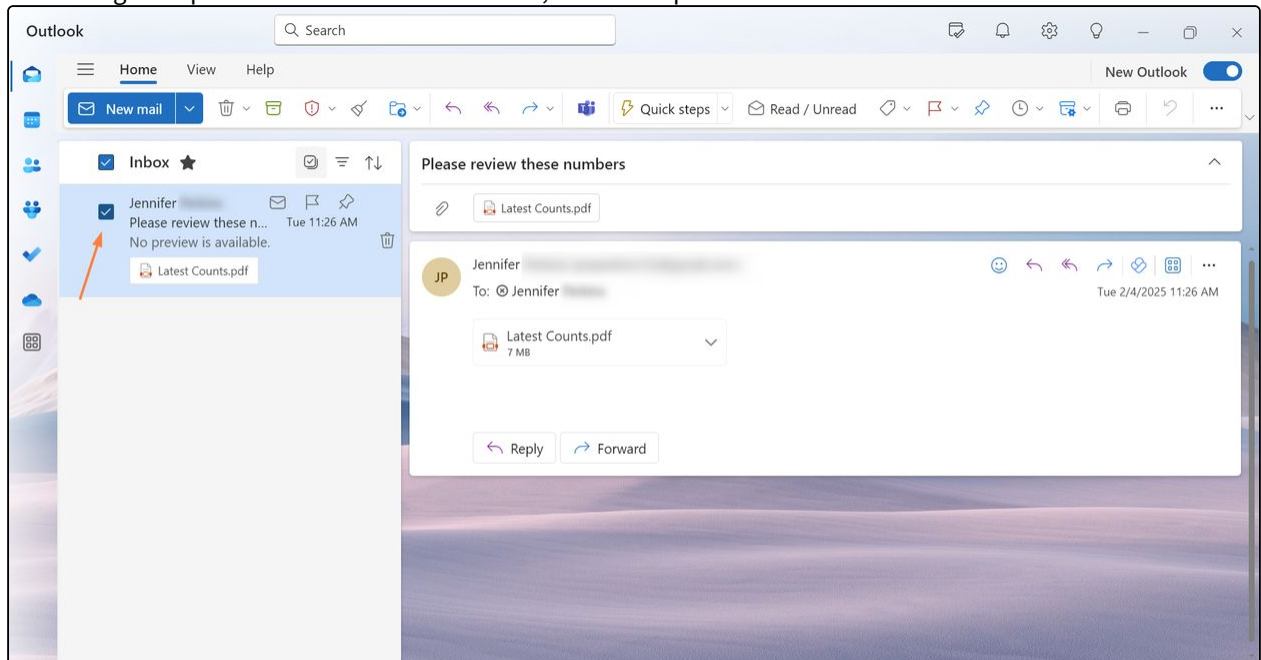 Outlook
Search
Home View Help
New Outlook
New mail Quick steps Read / Unread
Inbox
Jennifer
Please review these n... Tue 11:26 AM
No preview is available.
Latest Counts.pdf
Please review these numbers
Latest Counts.pdf
JP
Jennifer
To: Jennifer
Tue 2/4/2025 11:26 AM
Latest Counts.pdf
7 MB
Reply Forward